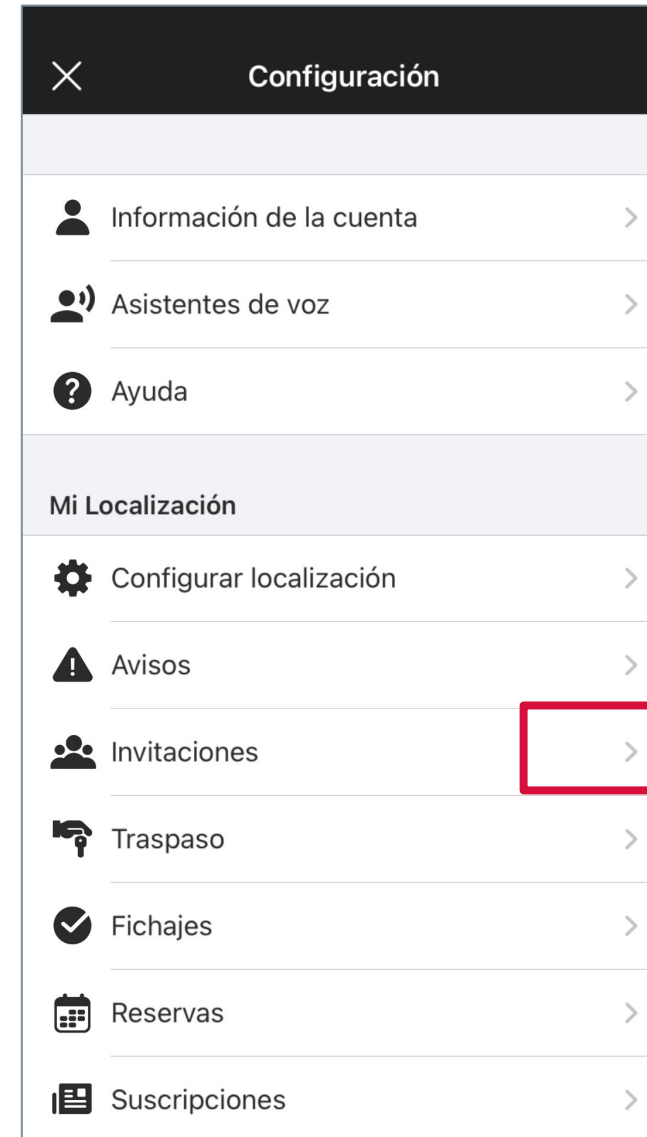 Configuración
Información de la cuenta
Asistentes de voz
Ayuda
Mi Localización
Configurar localización
Avisos
Invitaciones
Traspaso
Fichajes
Reservas
Suscripciones